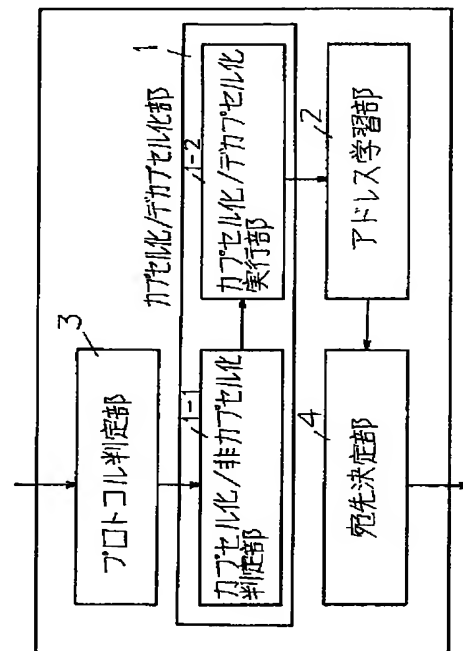 プロトコル判定部
3
カプセル化/デカプセル化部
1
カプセル化/非カプセル化
判定部
1-1
カプセル化/デカプセル化
実行部
1-2
宛先決定部
4
アドレス学習部
2